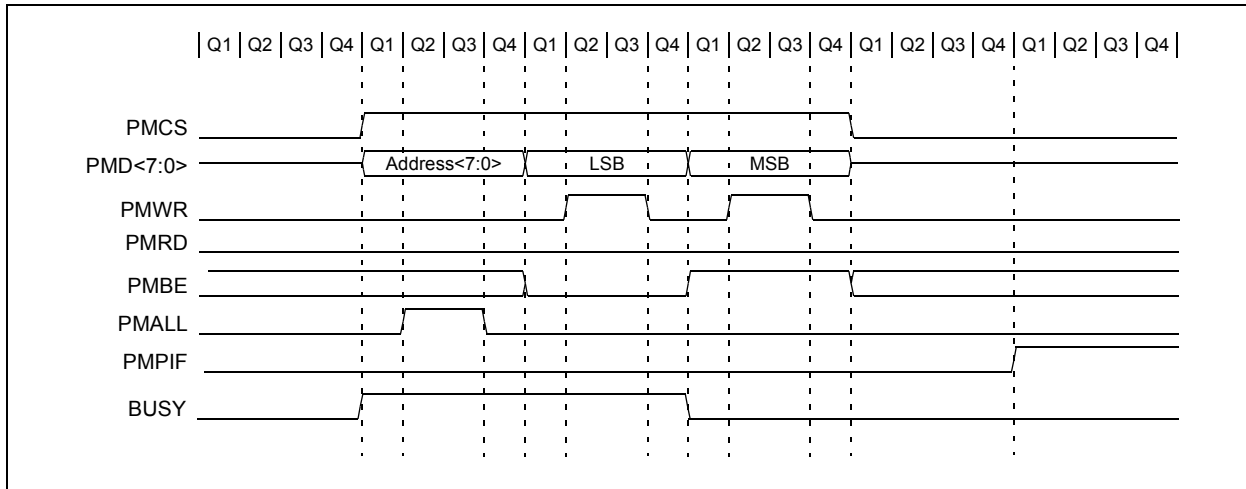 Q1 Q2 Q3 Q4 Q1 Q2 Q3 Q4 Q1 Q2 Q3 Q4 Q1 Q2 Q3 Q4 Q1 Q2 Q3 Q4 Q1 Q2 Q3 Q4
PMCS
PMD<7:0> Address<7:0> LSB MSB
PMWR
PMRD
PMBE
PMALL
PMPIF
BUSY